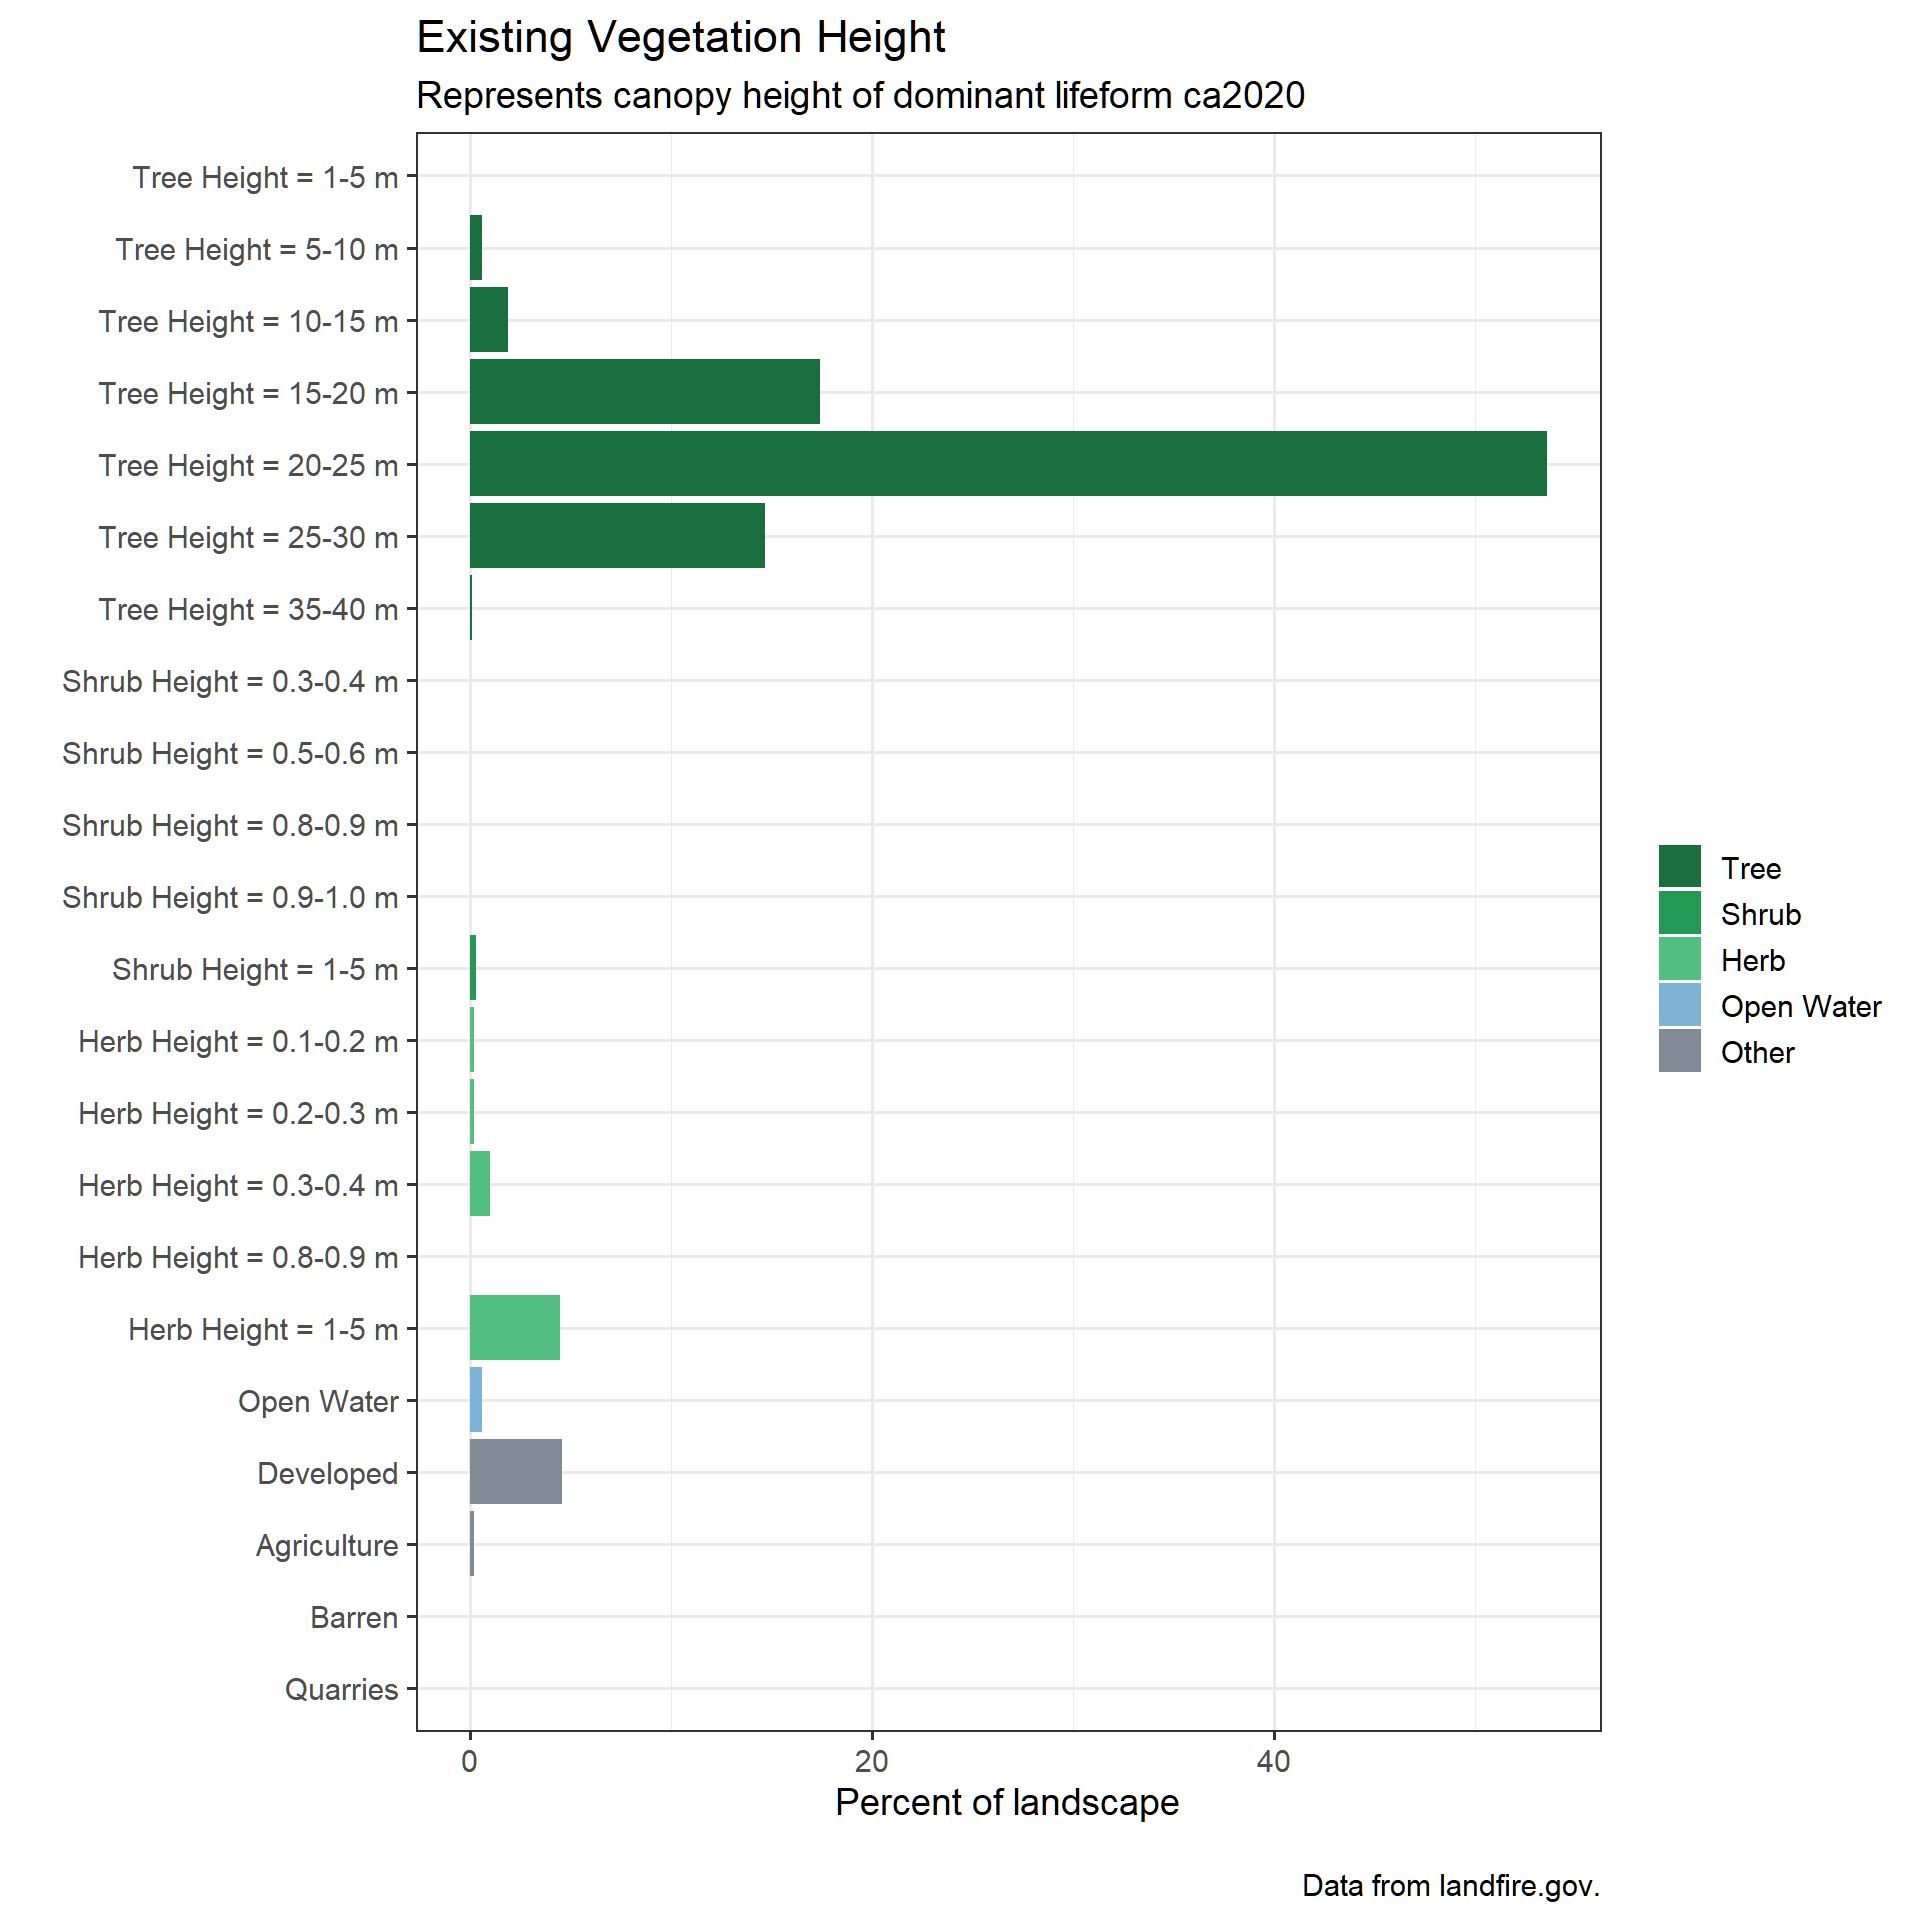 Existing Vegetation Height
Represents canopy height of dominant lifeform ca2020
Tree Height = 1-5 m
Tree Height = 5-10 m
Tree Height = 10-15 m
Tree Height = 15-20 m
Tree Height = 20-25 m
Tree Height = 25-30 m
Tree Height = 35-40 m
Shrub Height = 0.3-0.4 m
Shrub Height = 0.5-0.6 m
Shrub Height = 0.8-0.9 m
Shrub Height = 0.9-1.0 m
Shrub Height = 1-5 m
Herb Height = 0.1-0.2 m
Herb Height = 0.2-0.3 m
Herb Height = 0.3-0.4 m
Herb Height = 0.8-0.9 m
Herb Height = 1-5 m
Open Water
Developed
Agriculture
Barren
Quarries
0 20 40
Percent of landscape
Tree
Shrub
Herb
Open Water
Other
Data from landfire.gov.